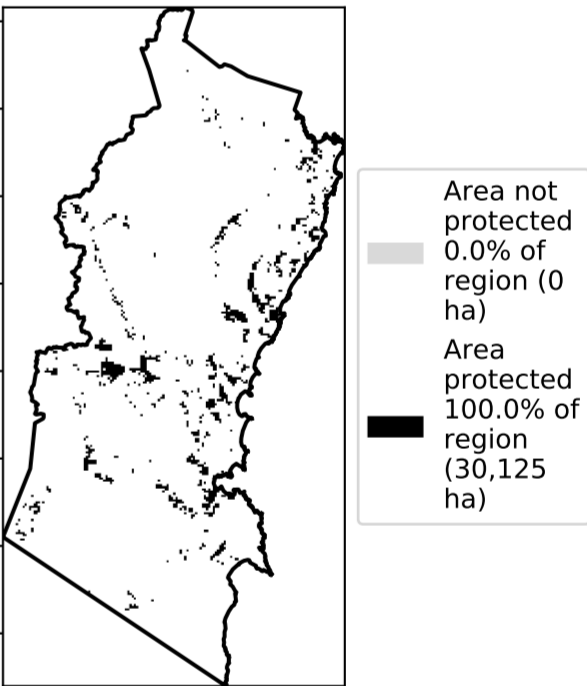 Area not
protected
0.0% of
region (0
ha)
Area
protected
100.0% of
region
(30,125
ha)